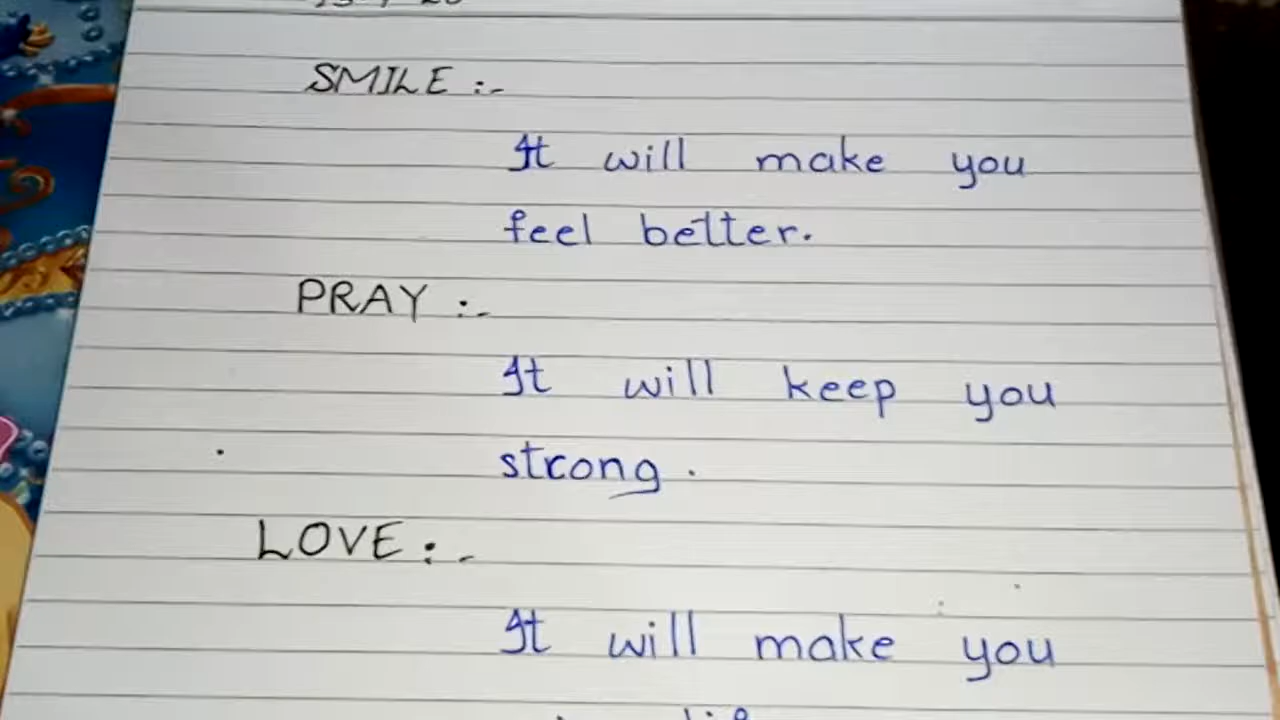 SMILE :-
It will make you
feel better.
PRAY :-
It will keep you
strong .
LOVE :-
It will make you